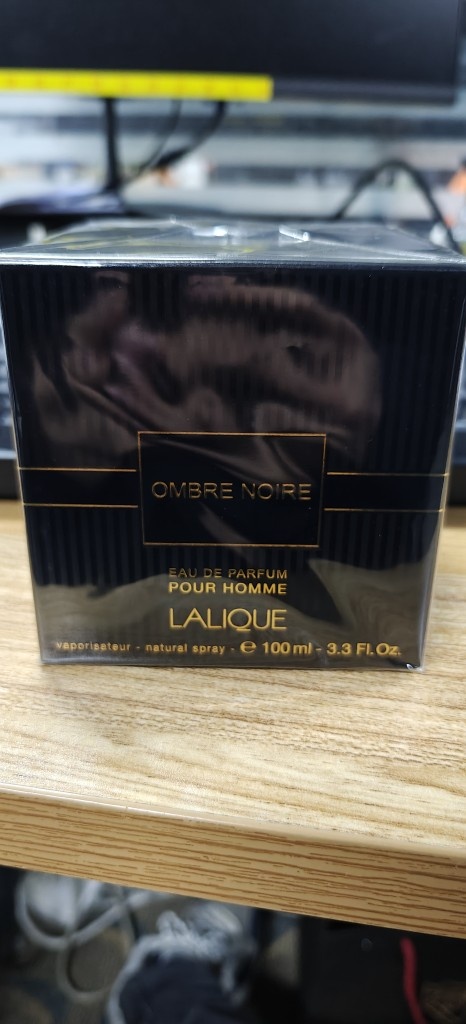 OMBRE NOIRE
EAU DE PARFUM
POUR HOMME
LALIQUE
vaporisateur - natural spray - ℮ 100 ml - 3.3 Fl. Oz.